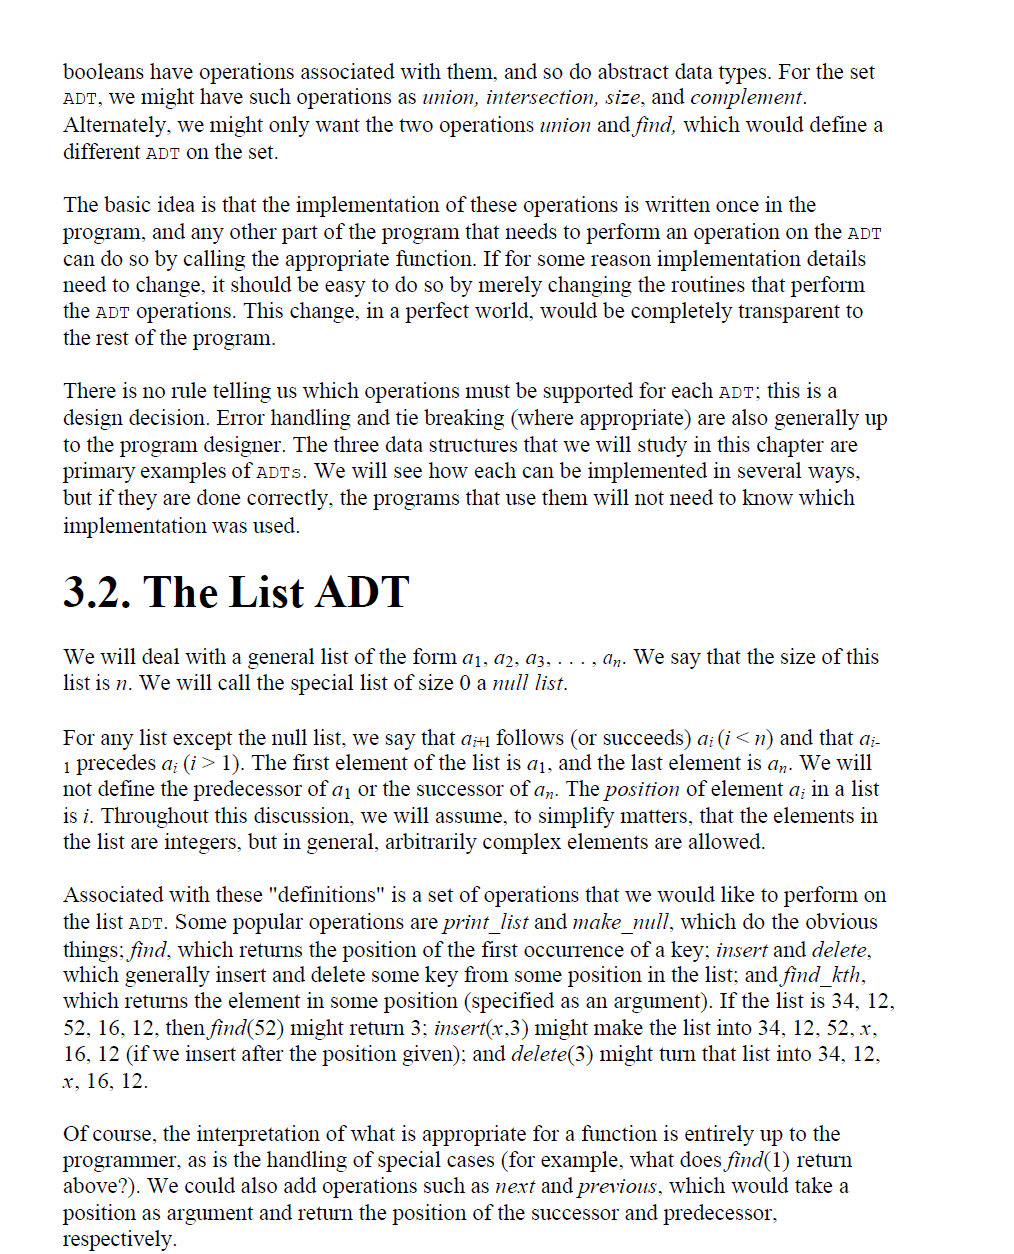 booleans have operations associated with them, and so do abstract data types. For the set
ADT, we might have such operations as union, intersection, size, and complement.
Alternately, we might only want the two operations union and find, which would define a
different ADT on the set.
The basic idea is that the implementation of these operations is written once in the
program, and any other part of the program that needs to perform an operation on the ADT
can do so by calling the appropriate function. If for some reason implementation details
need to change, it should be easy to do so by merely changing the routines that perform
the ADT operations. This change, in a perfect world, would be completely transparent to
the rest of the program.
There is no rule telling us which operations must be supported for each ADT; this is a
design decision. Error handling and tie breaking (where appropriate) are also generally up
to the program designer. The three data structures that we will study in this chapter are
primary examples of ADTs. We will see how each can be implemented in several ways,
but if they are done correctly, the programs that use them will not need to know which
implementation was used.
3.2. The List ADT
We will deal with a general list of the form a1, a2, a3, . . . , an. We say that the size of this
list is n. We will call the special list of size 0 a null list.
For any list except the null list, we say that ai+1 follows (or succeeds) ai (i < n) and that ai-
1 precedes ai (i > 1). The first element of the list is a1, and the last element is an. We will
not define the predecessor of a1 or the successor of an. The position of element ai in a list
is i. Throughout this discussion, we will assume, to simplify matters, that the elements in
the list are integers, but in general, arbitrarily complex elements are allowed.
Associated with these "definitions" is a set of operations that we would like to perform on
the list ADT. Some popular operations are print_list and make_null, which do the obvious
things; find, which returns the position of the first occurrence of a key; insert and delete,
which generally insert and delete some key from some position in the list; and find_kth,
which returns the element in some position (specified as an argument). If the list is 34, 12,
52, 16, 12, then find(52) might return 3; insert(x,3) might make the list into 34, 12, 52, x,
16, 12 (if we insert after the position given); and delete(3) might turn that list into 34, 12,
x, 16, 12.
Of course, the interpretation of what is appropriate for a function is entirely up to the
programmer, as is the handling of special cases (for example, what does find(1) return
above?). We could also add operations such as next and previous, which would take a
position as argument and return the position of the successor and predecessor,
respectively.